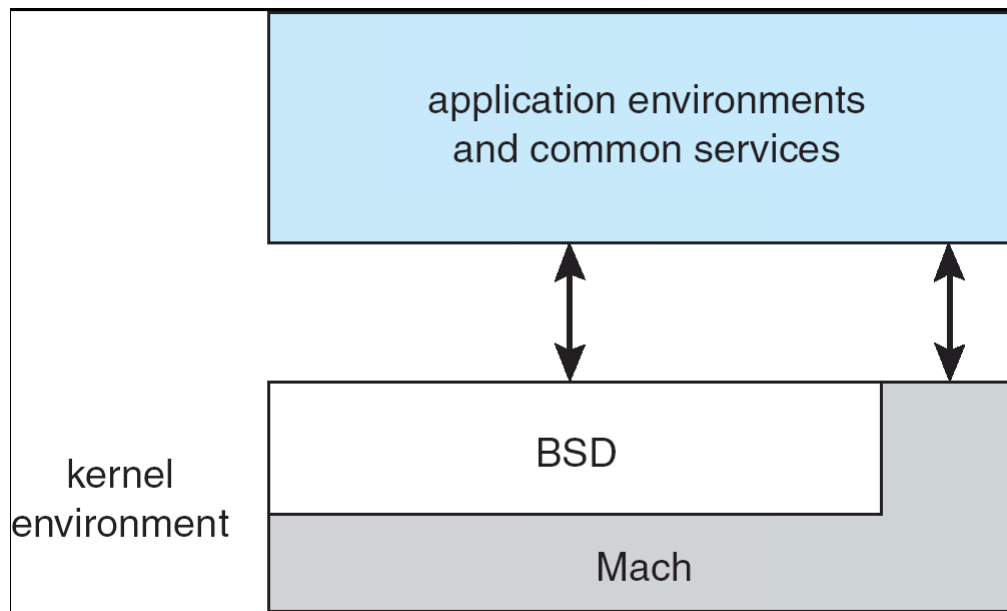 application environments
and common services
BSD
kernel
environment
Mach